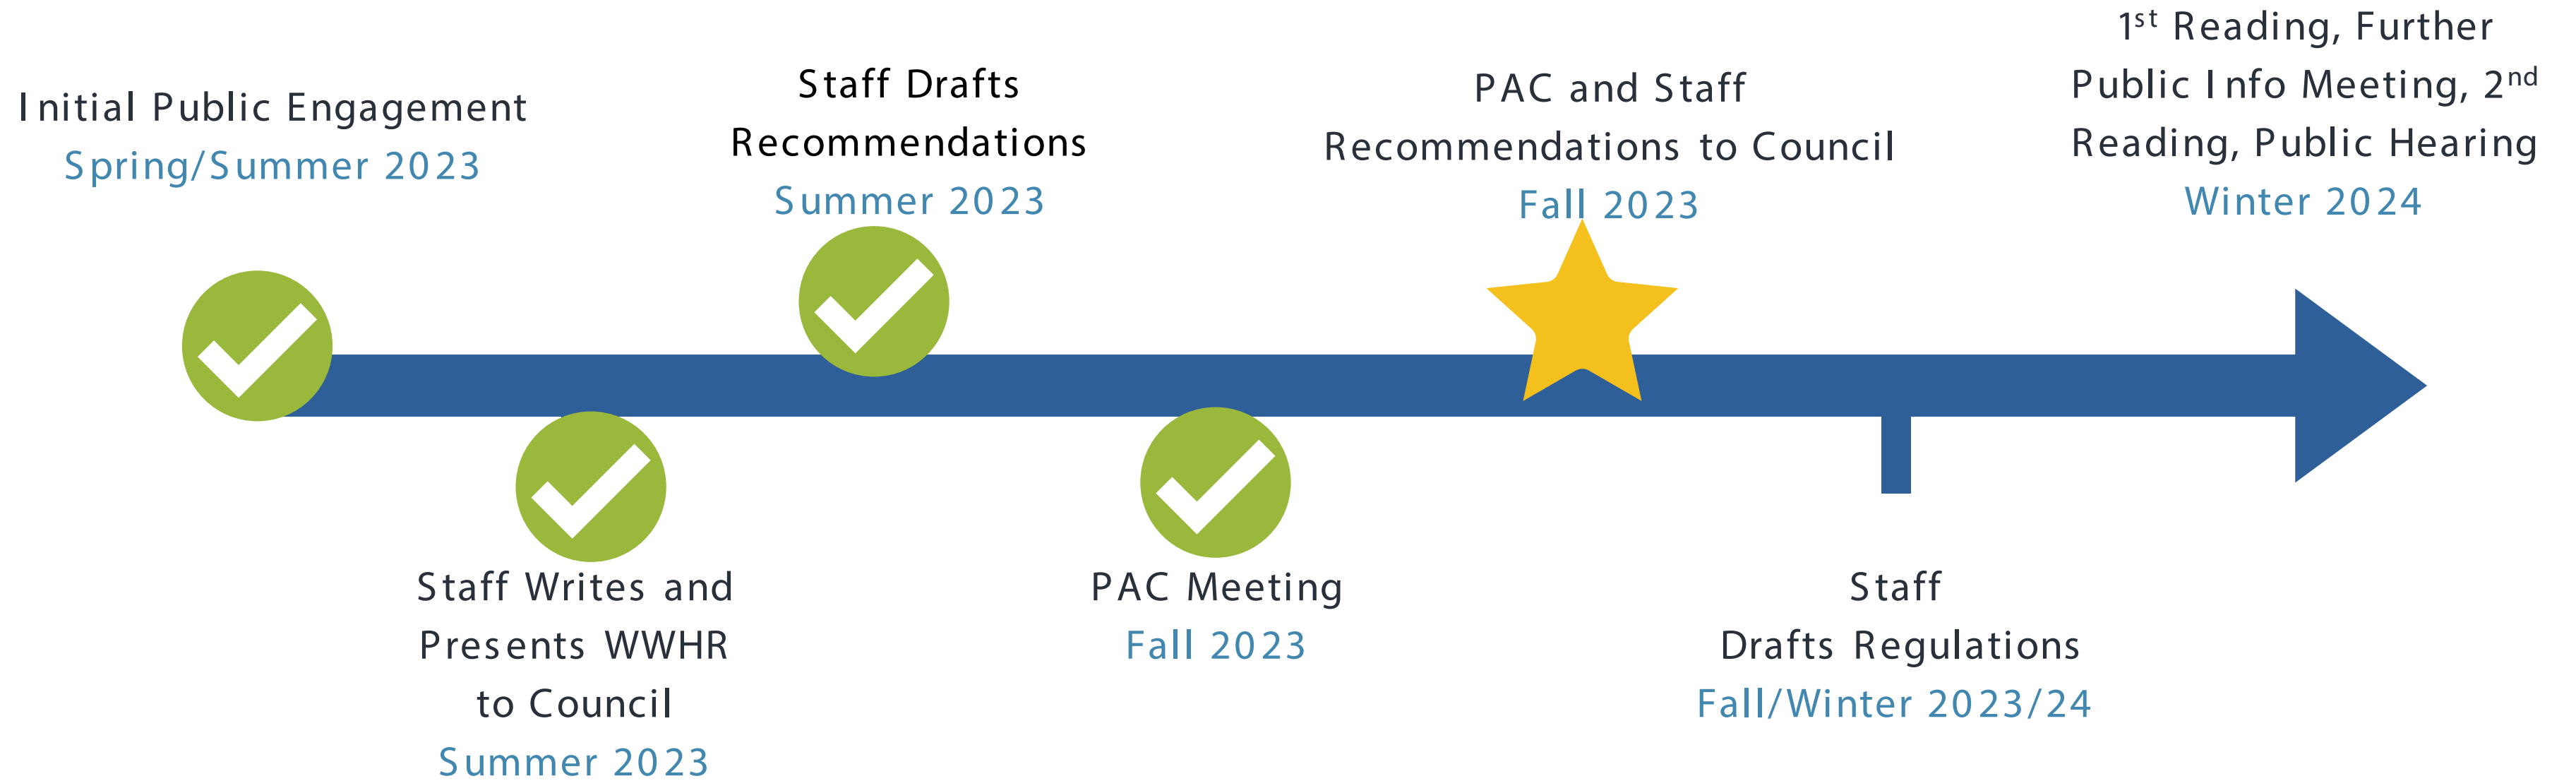 Initial Public Engagement
Spring/Summer 2023
Staff Writes and
Presents WWHR
to Council
Summer 2023
Staff Drafts
Recommendations
Summer 2023
PAC Meeting
Fall 2023
PAC and Staff
Recommendations to Council
Fall 2023
Staff
Drafts Regulations
Fall/Winter 2023/24
1st Reading, Further
Public Info Meeting, 2nd
Reading, Public Hearing
Winter 2024